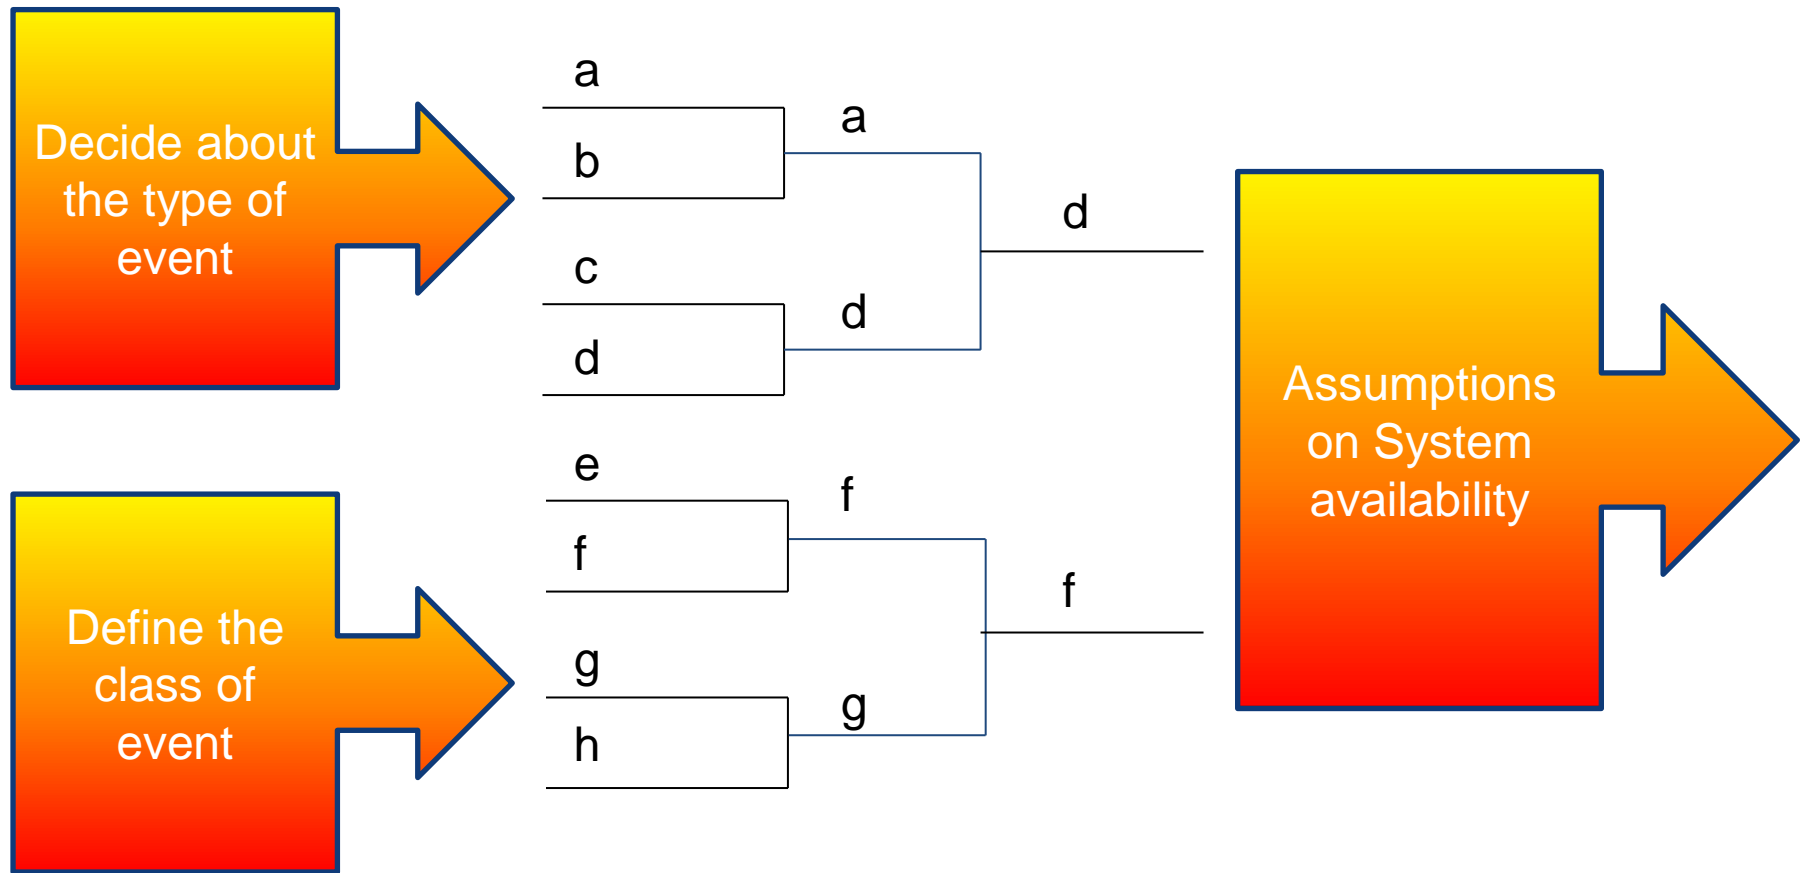 Decide about
the type of
event
a
b
c
d
a
d
d
Define the
class of
event
e
f
g
h
f
g
f
Assumptions
on System
availability